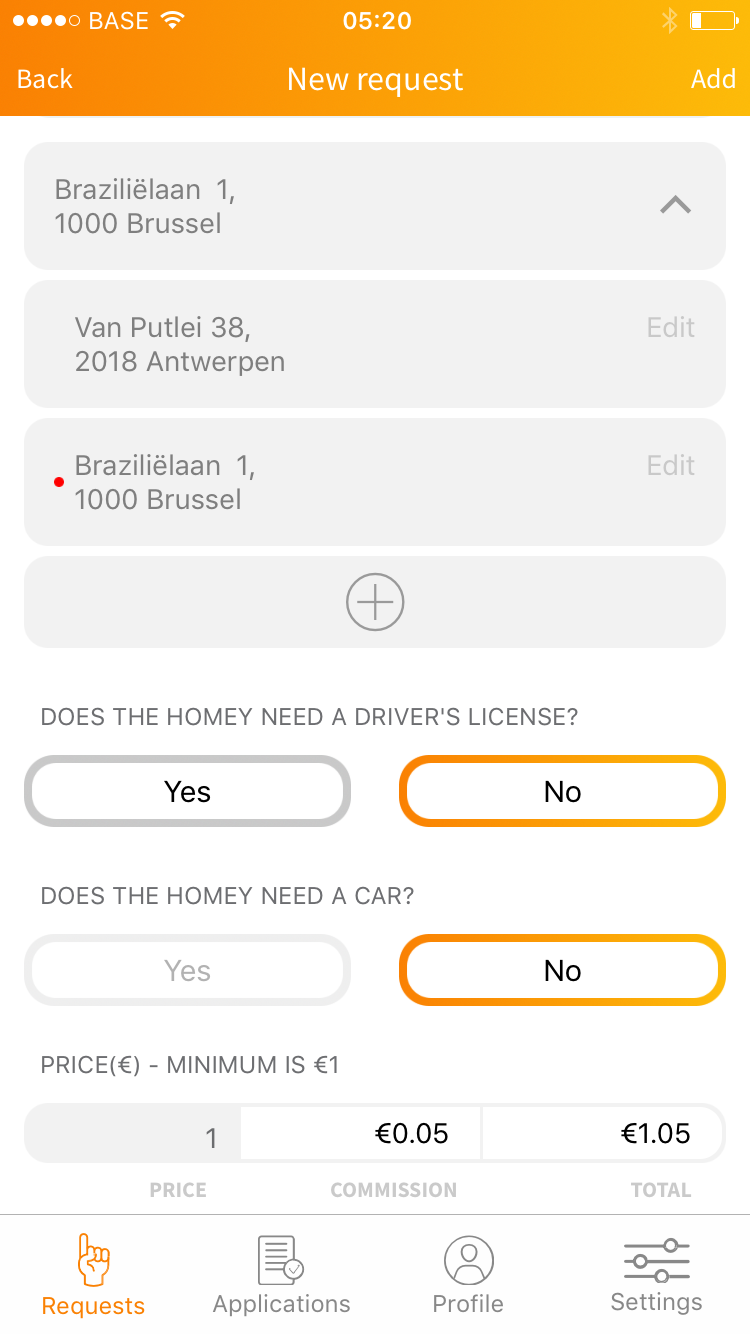 BASE 05:20
Back New request Add
Braziliëlaan  1,
1000 Brussel
Van Putlei 38, Edit
2018 Antwerpen
Braziliëlaan  1, Edit
1000 Brussel
DOES THE HOMEY NEED A DRIVER'S LICENSE?
Yes No
DOES THE HOMEY NEED A CAR?
Yes No
PRICE(€) - MINIMUM IS €1
1 €0.05 €1.05
PRICE COMMISSION TOTAL
Requests Applications Profile Settings